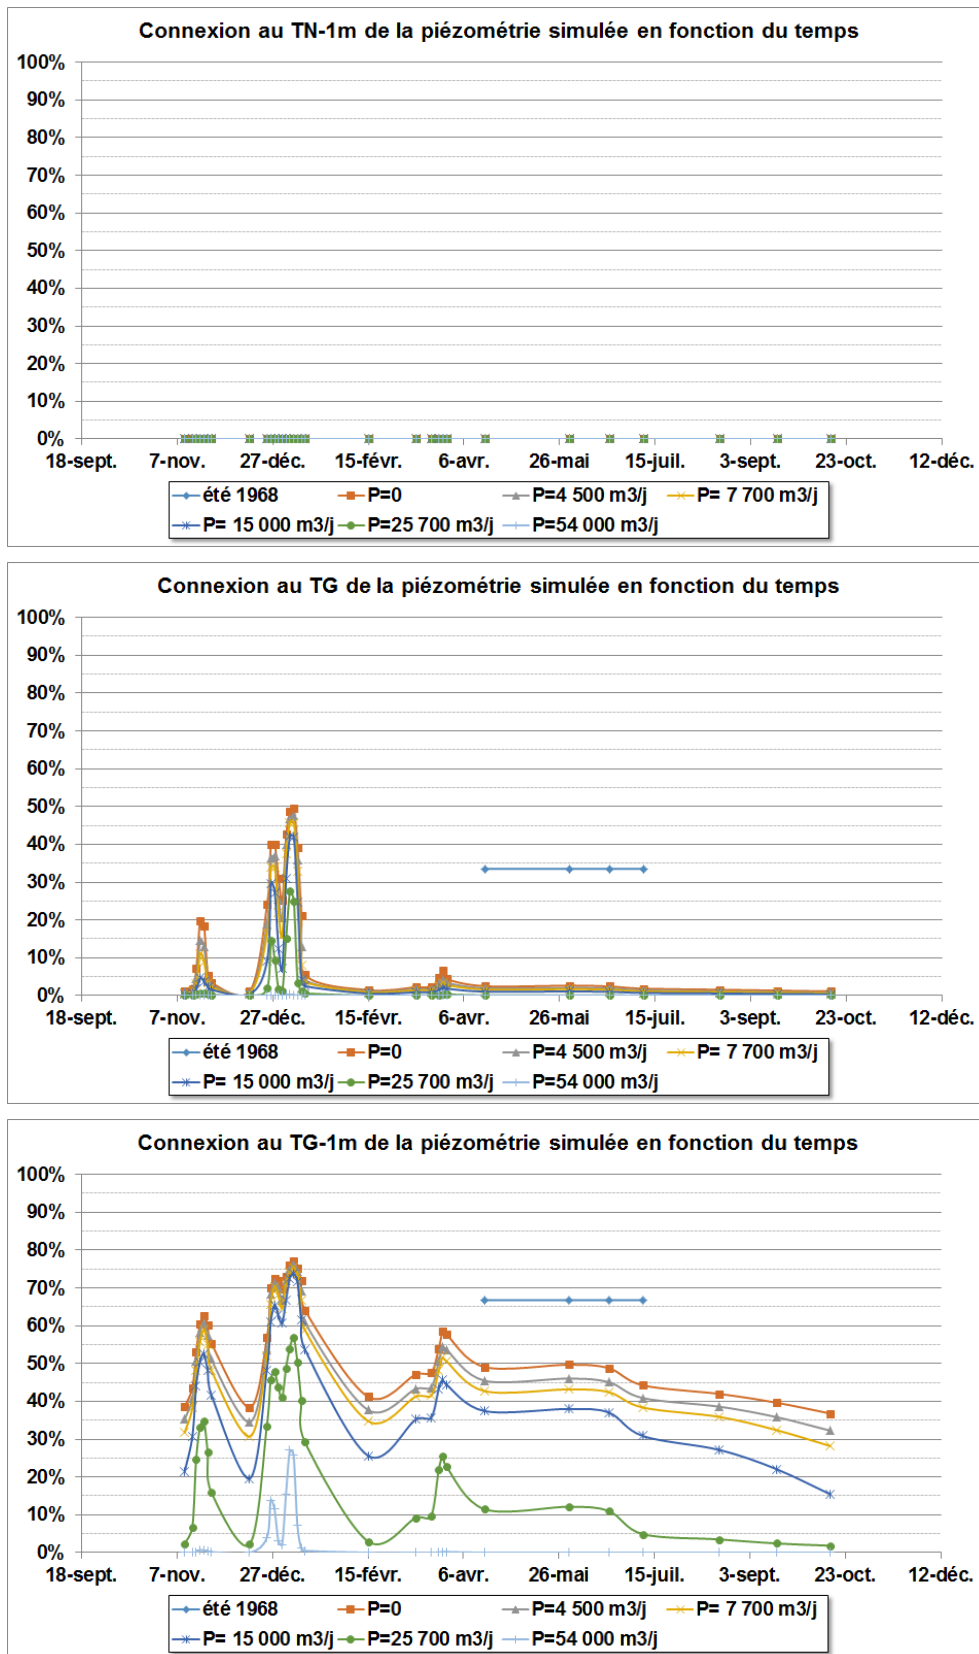 Connexion au TN-1m de la piézométrie simulée en fonction du temps
100%
90%
80%
70%
60%
50%
40%
30%
20%
10%
0%
18-sept. 7-nov. 27-déc. 15-févr. 6-avr. 26-mai 15-juil. 3-sept. 23-oct. 12-déc.
été 1968 P=0 P=4 500 m3/j P= 7 700 m3/j
P= 15 000 m3/j P=25 700 m3/j P=54 000 m3/j
Connexion au TG de la piézométrie simulée en fonction du temps
100%
90%
80%
70%
60%
50%
40%
30%
20%
10%
0%
18-sept. 7-nov. 27-déc. 15-févr. 6-avr. 26-mai 15-juil. 3-sept. 23-oct. 12-déc.
été 1968 P=0 P=4 500 m3/j P= 7 700 m3/j
P= 15 000 m3/j P=25 700 m3/j P=54 000 m3/j
Connexion au TG-1m de la piézométrie simulée en fonction du temps
100%
90%
80%
70%
60%
50%
40%
30%
20%
10%
0%
18-sept. 7-nov. 27-déc. 15-févr. 6-avr. 26-mai 15-juil. 3-sept. 23-oct. 12-déc.
été 1968 P=0 P=4 500 m3/j P= 7 700 m3/j
P= 15 000 m3/j P=25 700 m3/j P=54 000 m3/j